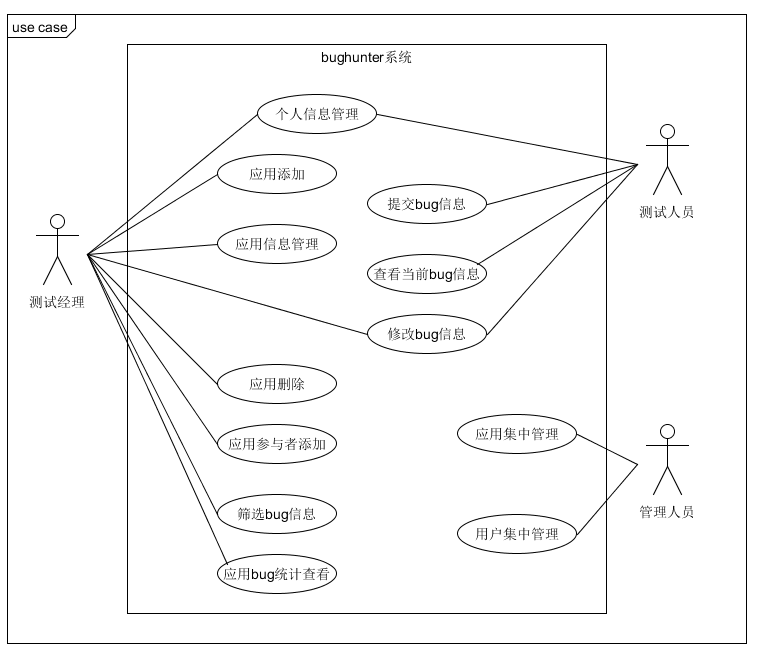 use case
bughunter系统
个人信息管理
应用添加
提交bug信息
测试人员
应用信息管理
查看当前bug信息
测试经理
修改bug信息
应用删除
应用参与者添加
应用集中管理
筛选bug信息
管理人员
用户集中管理
应用bug统计查看